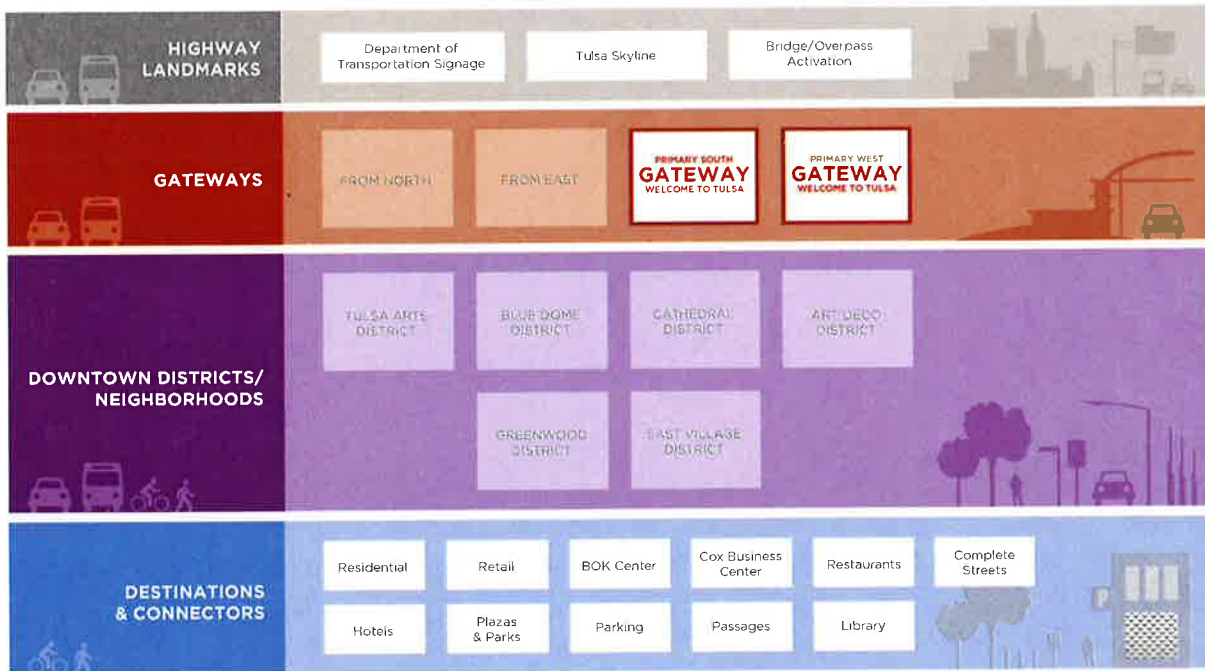 HIGHWAY
LANDMARKS
Department of
Transportation Signage
Tulsa Skyline
Bridge/Overpass
Activation
GATEWAYS
FROM NORTH
FROM EAST
PRIMARY SOUTH
GATEWAY
WELCOME TO TULSA
PRIMARY WEST
GATEWAY
WELCOME TO TULSA
DOWNTOWN DISTRICTS/
NEIGHBORHOODS
TULSA ARTS
DISTRICT
BLUE DOME
DISTRICT
CATHEDRAL
DISTRICT
ART DECO
DISTRICT
GREENWOOD
DISTRICT
EAST VILLAGE
DISTRICT
DESTINATIONS
& CONNECTORS
Residential
Retail
BOK Center
Cox Business
Center
Restaurants
Complete
Streets
Hotels
Plazas
& Parks
Parking
Passages
Library
P